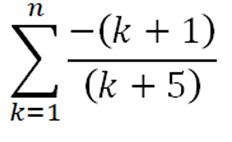 n
∑ −(k + 1)
(k + 5)
k=1